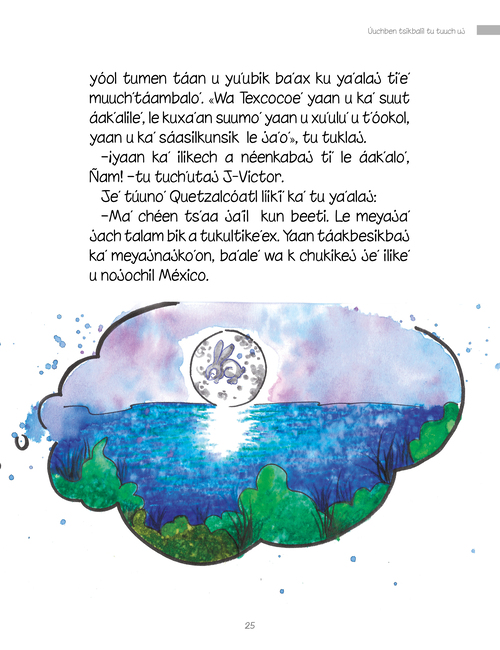 Úuchben tsikbalil tu tuuch uj
yóol tumen táan u yu'ubik ba'ax ku ya'alaj ti'e'
muuch'táambalo'. «Wa Texcocoe' yaan u ka' suut
áak'alile', le kuxa'an suumo' yaan u xu'ulu'u t'óokol,
yaan u ka' sáasilkunsik le ja'o'», tu tuklaj.
–¡yaan ka' ilikech a néenkabaj ti' le áak'alo',
Ñam! –tu tuch'utaj J-Victor.
Je' túuno' Quetzalcóatl líik'i' ka' tu ya'alaj:
–Ma' chéen ts'aa ja'il kun beeti. Le meyaja'
jach talam bik a tukultike'ex. Yaan táakbesikbaj
ka' meyajnajko'on, ba'ale' wa k chukikej je' ilike'
u nojochil México.
25